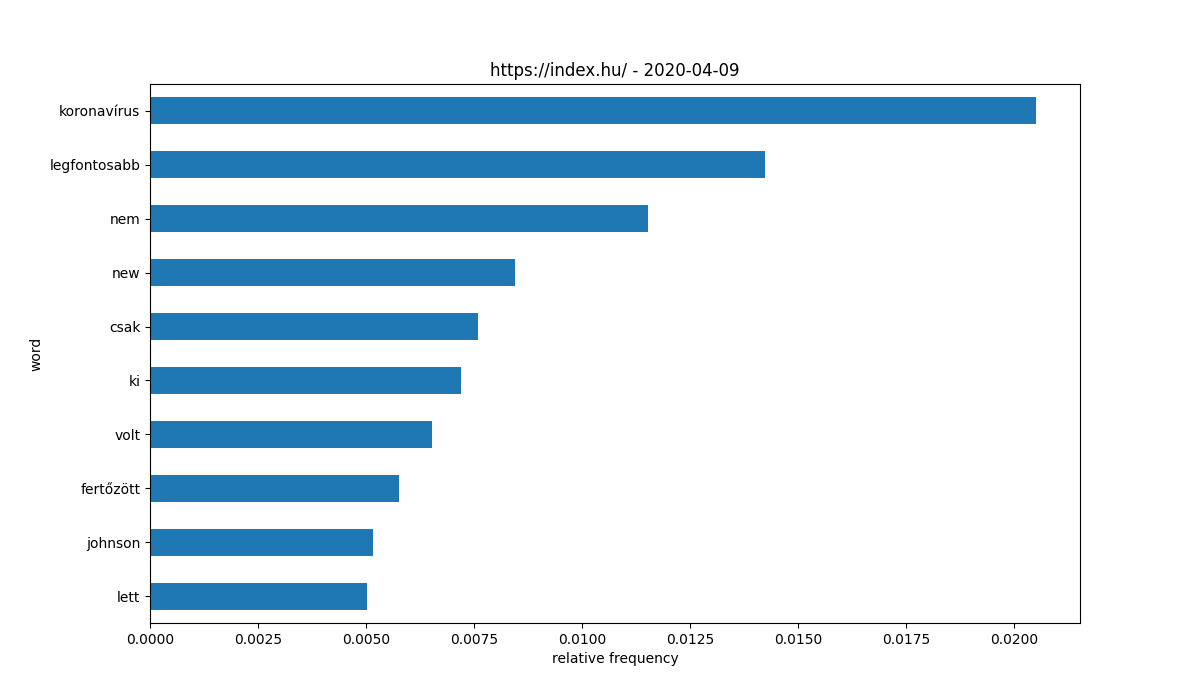 https://index.hu/ - 2020-04-09
koronavírus
legfontosabb
nem
new
csak
ki
volt
fertőzött
johnson
lett
word
0.0000 0.0025 0.0050 0.0075 0.0100 0.0125 0.0150 0.0175 0.0200
relative frequency